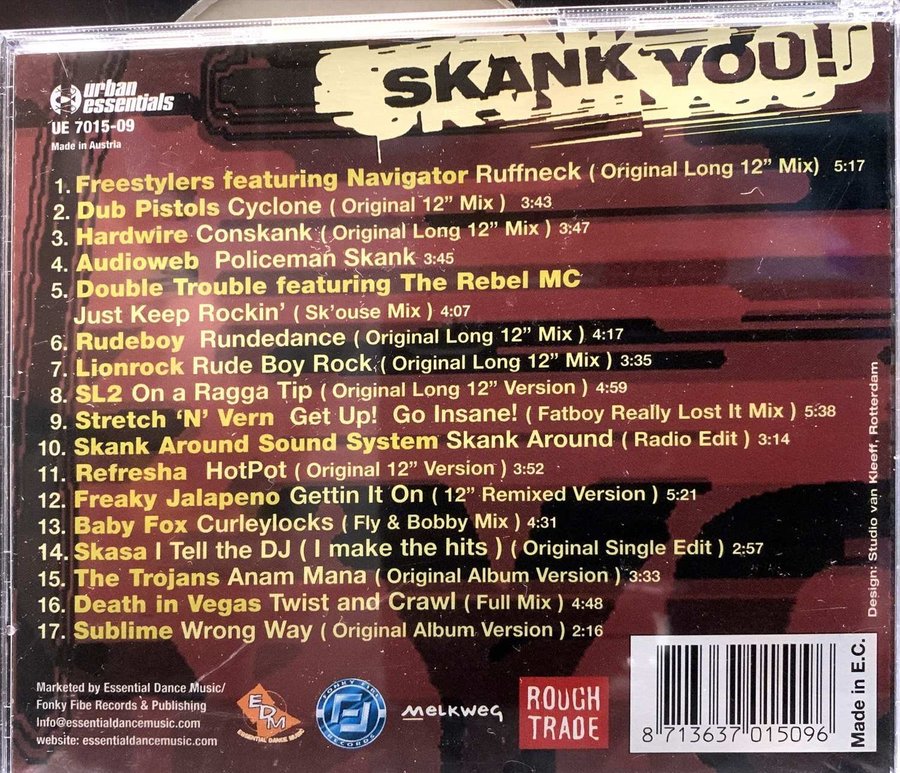 SKANK YOU!
urban
essentials
UE 7015-09
Made in Austria
1. Freestylers featuring Navigator Ruffneck ( Original Long 12” Mix) 5:17
2. Dub Pistols Cyclone ( Original 12” Mix ) 3:43
3. Hardwire Conskank ( Original Long 12” Mix ) 3:47
4. Audioweb Policeman Skank 3:45
5. Double Trouble featuring The Rebel MC
Just Keep Rockin’ ( Sk’ouse Mix ) 4:07
6. Rudeboy Rundedance ( Original Long 12” Mix ) 4:17
7. Lionrock Rude Boy Rock ( Original Long 12” Mix ) 3:35
8. SL2 On a Ragga Tip ( Original Long 12” Version ) 4:59
9. Stretch ‘N’ Vern Get Up! Go Insane! ( Fatboy Really Lost It Mix ) 5:38
10. Skank Around Sound System Skank Around ( Radio Edit ) 3:14
11. Refresha HotPot ( Original 12” Version ) 3:52
12. Freaky Jalapeno Gettin It On ( 12” Remixed Version ) 5:21
13. Baby Fox Curleylocks ( Fly & Bobby Mix ) 4:31
14. Skasa I Tell the DJ ( I make the hits ) ( Original Single Edit ) 2:57
15. The Trojans Anam Mana ( Original Album Version ) 3:33
16. Death in Vegas Twist and Crawl ( Full Mix ) 4:48
17. Sublime Wrong Way ( Original Album Version ) 2:16
Design: Studio van Kleeff, Rotterdam
Marketed by Essential Dance Music/
Fonky Fibe Records & Publishing
Info@essentialdancemusic.com
website: essentialdancemusic.com
EDM
ESSENTIAL DANCE MUSIC
FONKY FIBE
RECORDS
meLKWeG
ROUGH
TRADE
8 713637 015096
Made in E.C.